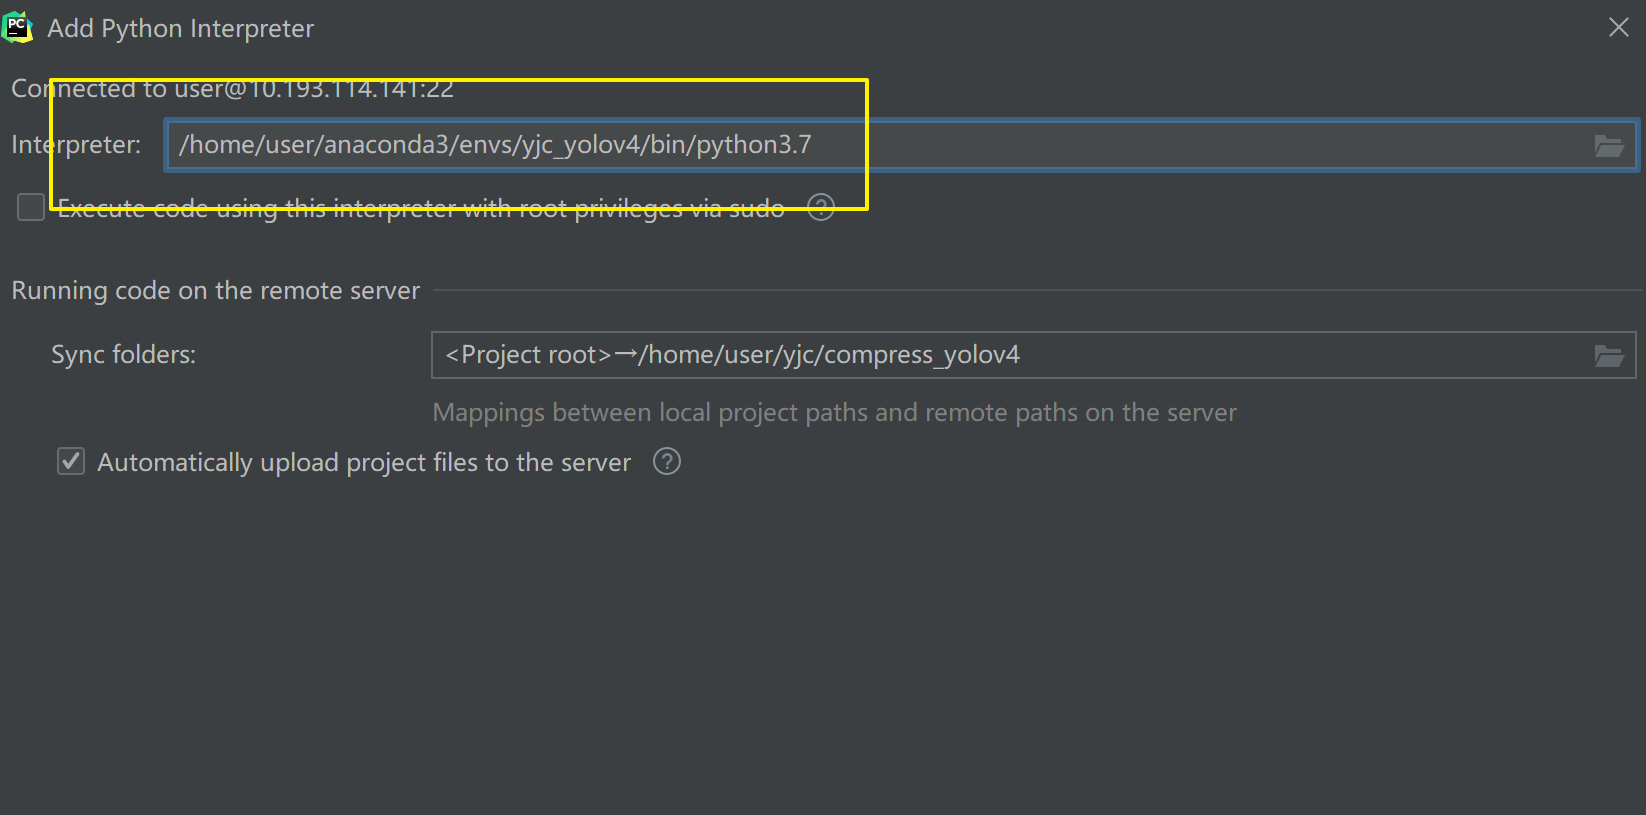 PC
Add Python Interpreter
Connected to user@10.193.114.141:22
Interpreter: /home/user/anaconda3/envs/yjc_yolov4/bin/python3.7
Execute code using this interpreter with root privileges via sudo ?
Running code on the remote server
Sync folders: <Project root>→/home/user/yjc/compress_yolov4
Mappings between local project paths and remote paths on the server
Automatically upload project files to the server ?